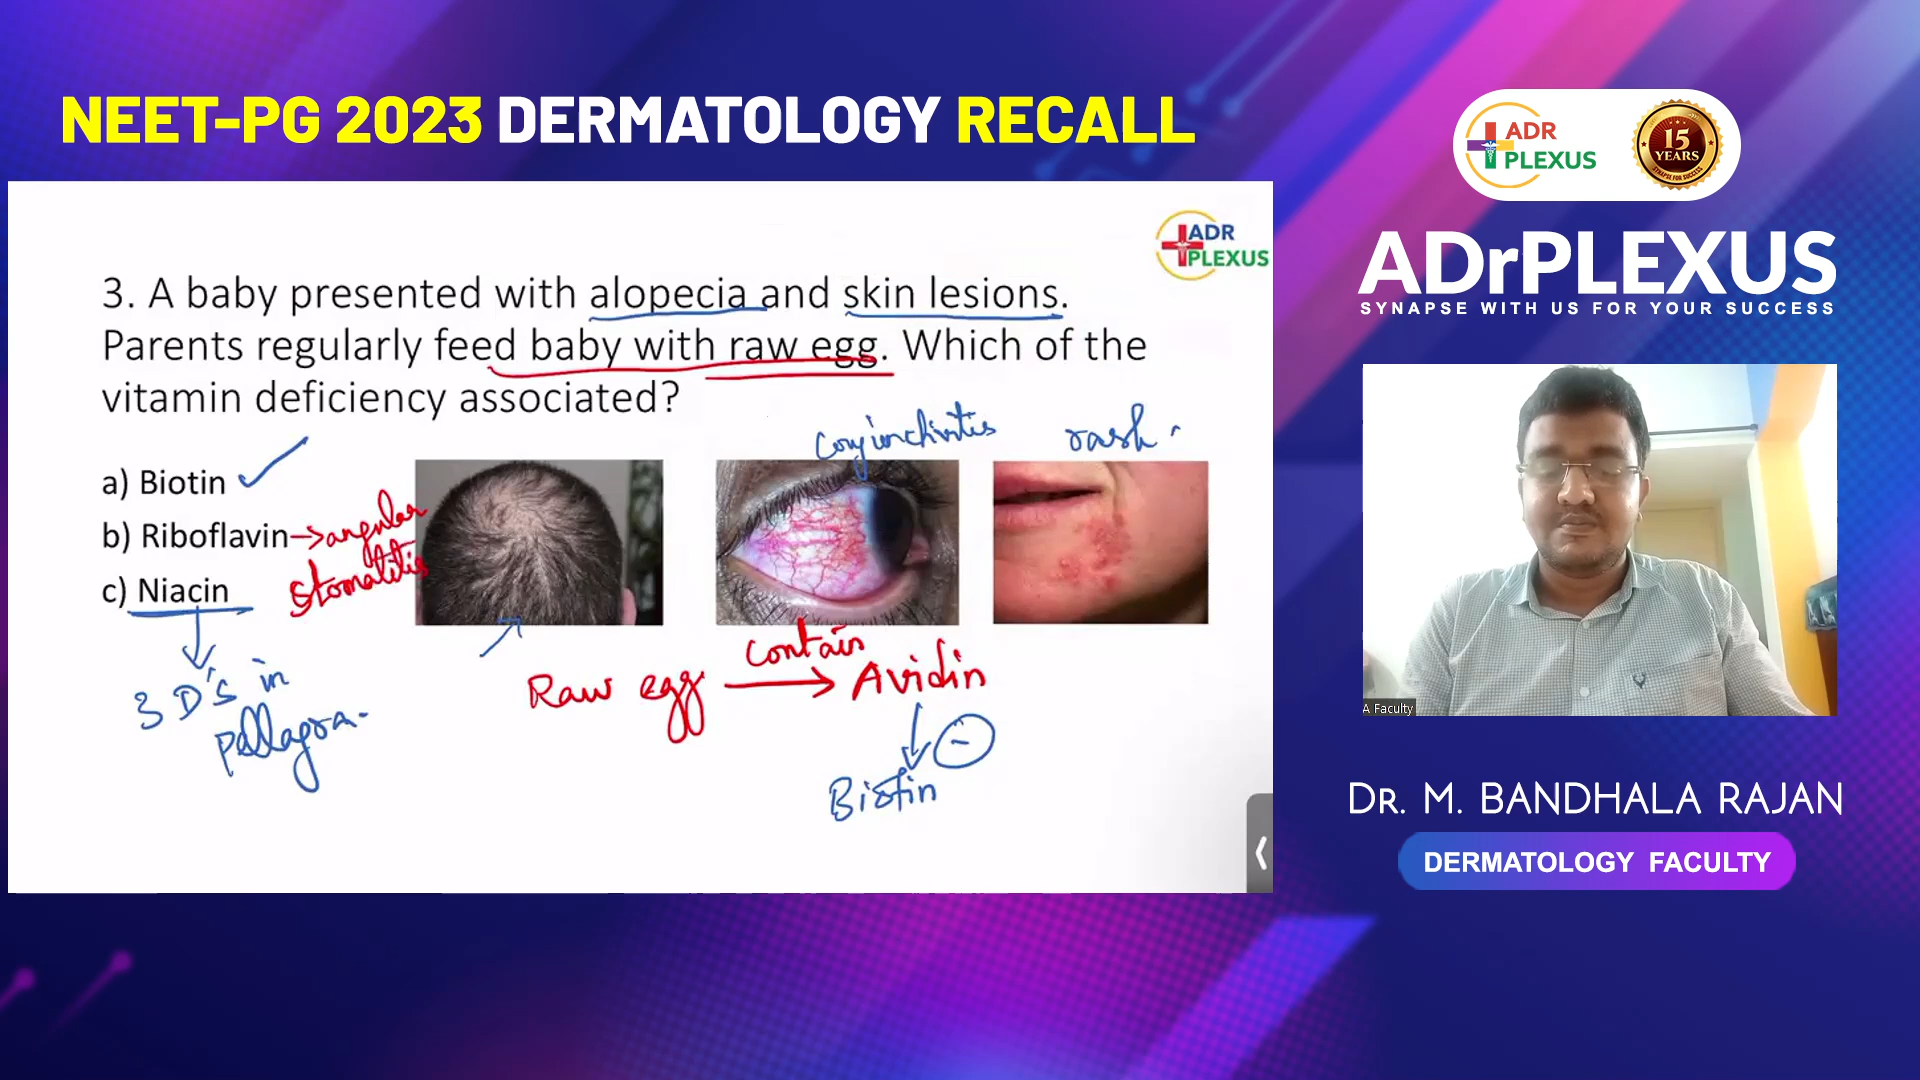 NEET-PG 2023 DERMATOLOGY RECALL
ADR
PLEXUS
15
YEARS
SYNAPSE FOR SUCCESS
ADrPLEXUS
SYNAPSE WITH US FOR YOUR SUCCESS
ADR
PLEXUS
3. A baby presented with alopecia and skin lesions.
Parents regularly feed baby with raw egg. Which of the
vitamin deficiency associated?
conjunctivitis
rash
a) Biotin
b) Riboflavin → angular
stomatitis
c) Niacin
3 D's in
pellagra
Raw egg contain → Avidin
Biotin
A Faculty
DR. M. BANDHALA RAJAN
DERMATOLOGY FACULTY